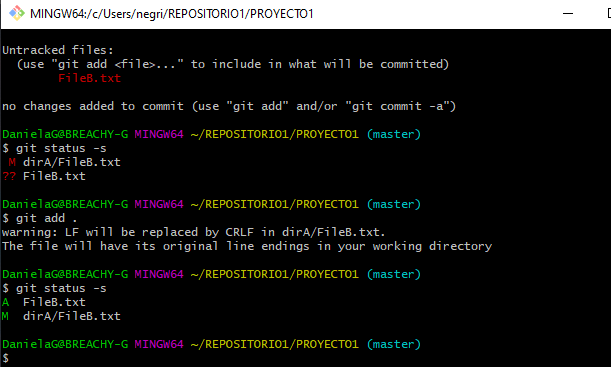 MINGW64:/c/Users/negri/REPOSITORIO1/PROYECTO1
Untracked files:
  (use "git add <file>..." to include in what will be committed)
        FileB.txt
no changes added to commit (use "git add" and/or "git commit -a")
DanielaG@BREACHY-G MINGW64 ~/REPOSITORIO1/PROYECTO1 (master)
$ git status -s
 M dirA/FileB.txt
?? FileB.txt
DanielaG@BREACHY-G MINGW64 ~/REPOSITORIO1/PROYECTO1 (master)
$ git add .
warning: LF will be replaced by CRLF in dirA/FileB.txt.
The file will have its original line endings in your working directory
DanielaG@BREACHY-G MINGW64 ~/REPOSITORIO1/PROYECTO1 (master)
$ git status -s
A  FileB.txt
M  dirA/FileB.txt
DanielaG@BREACHY-G MINGW64 ~/REPOSITORIO1/PROYECTO1 (master)
$